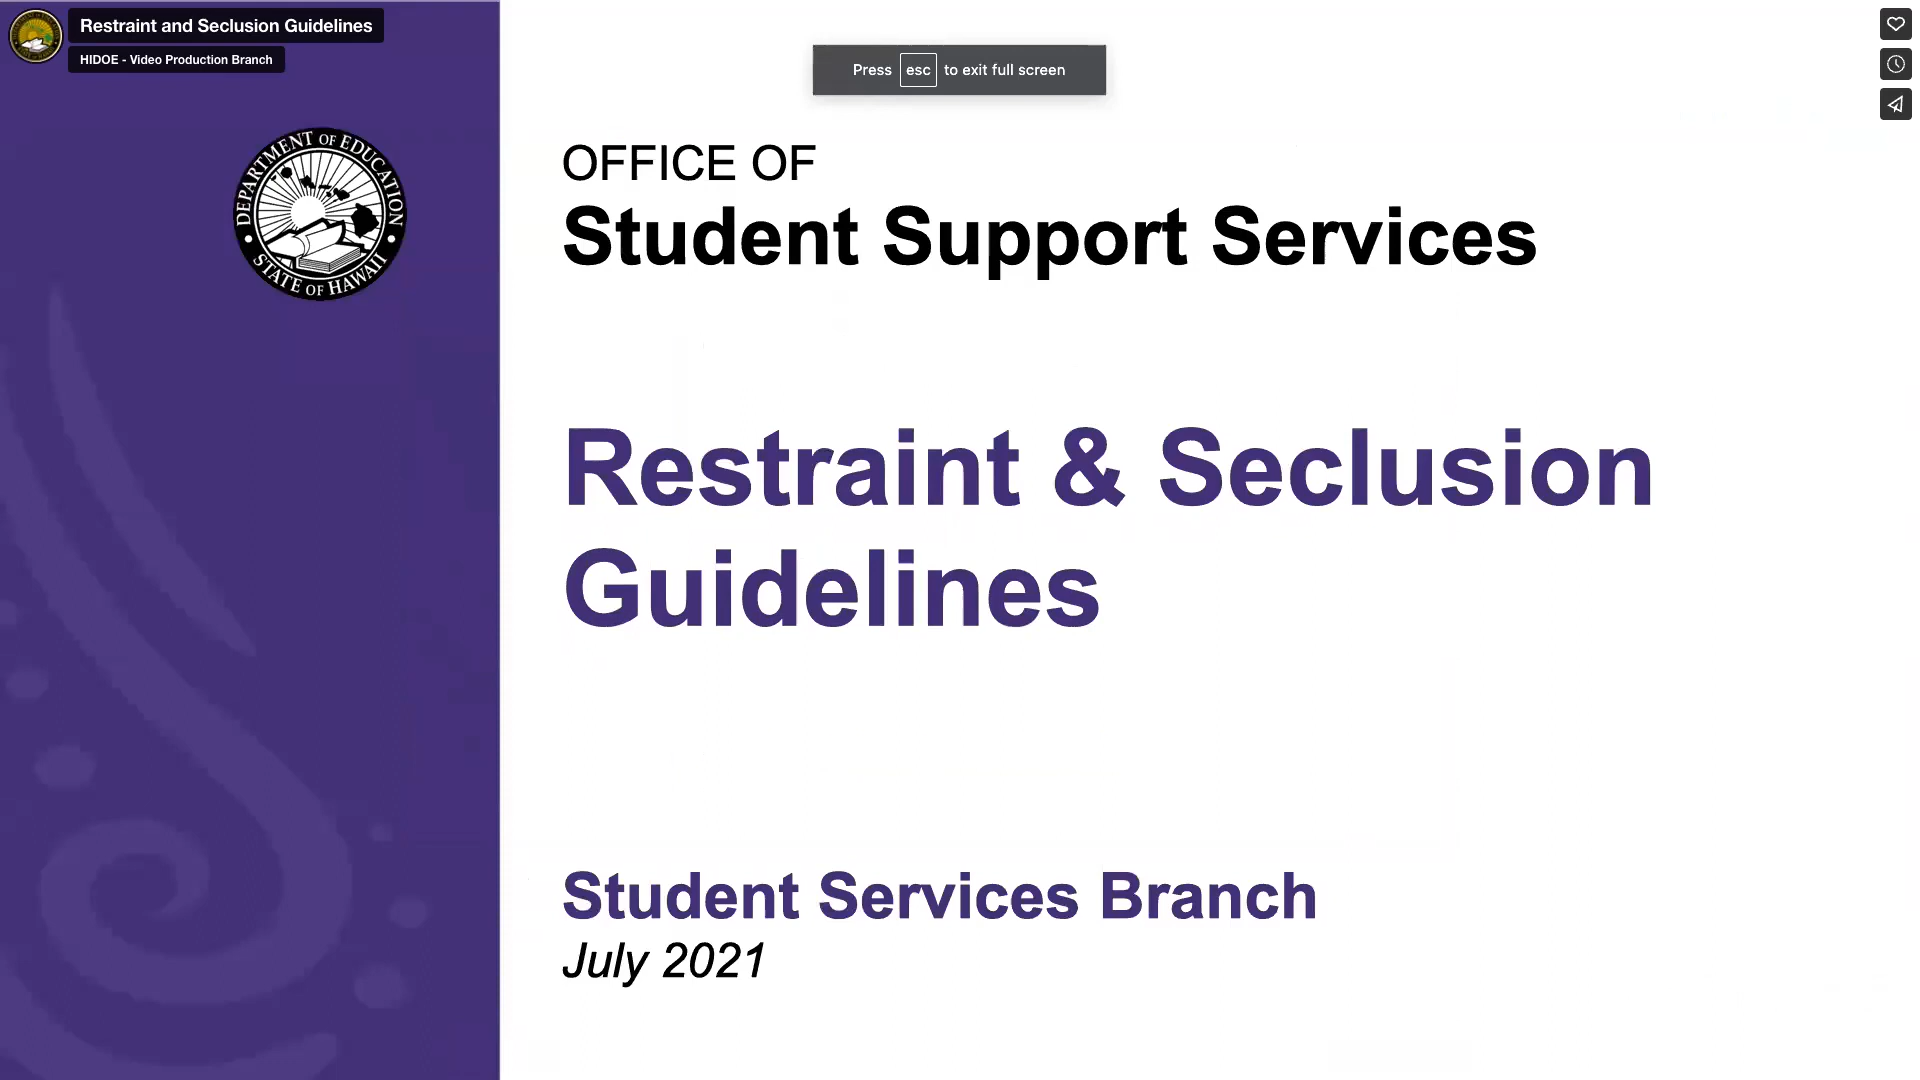 Restraint and Seclusion Guidelines
HIDOE - Video Production Branch
Press esc to exit full screen
DEPARTMENT OF EDUCATION
STATE OF HAWAII
OFFICE OF
Student Support Services
Restraint & Seclusion
Guidelines
Student Services Branch
July 2021